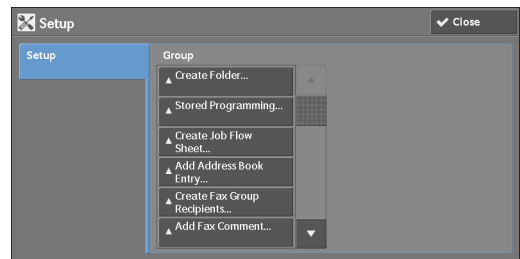 Setup
Close
Setup
Group
Create Folder...
Stored Programming...
Create Job Flow
Sheet...
Add Address Book
Entry...
Create Fax Group
Recipients...
Add Fax Comment...